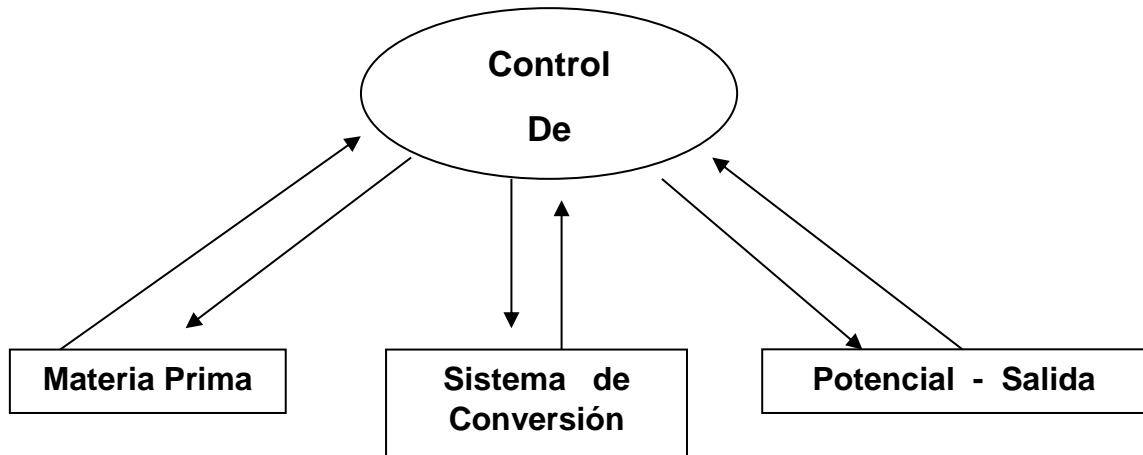 Control
De
Materia Prima
Sistema de
Conversión
Potencial - Salida